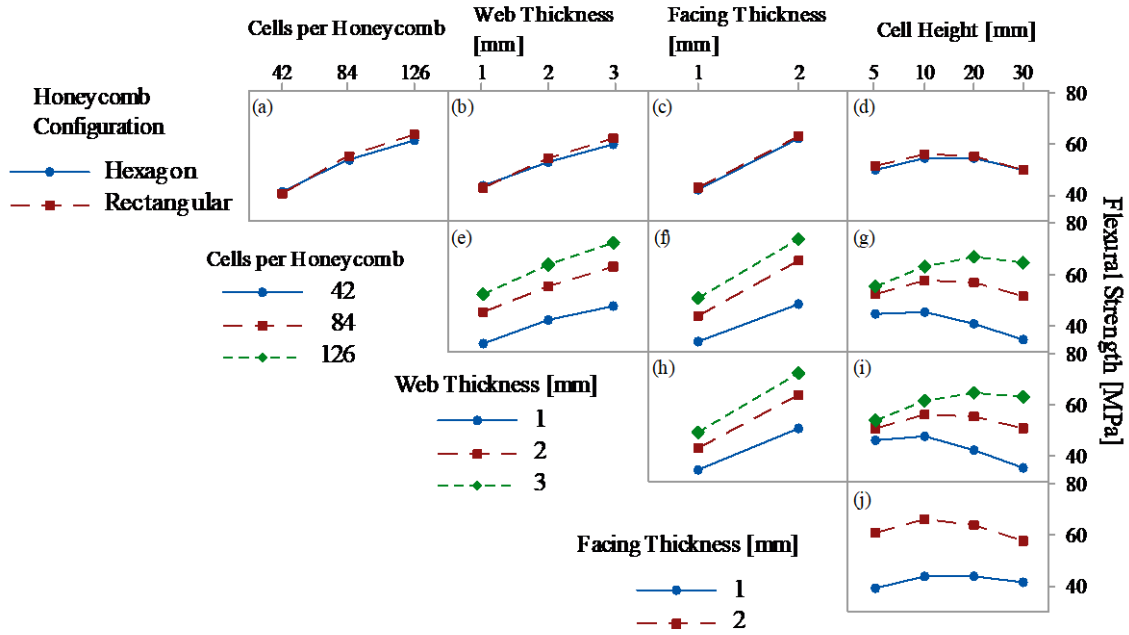 Cells per Honeycomb
Web Thickness
[mm]
Facing Thickness
[mm]
Cell Height [mm]
42 84 126
1 2 3
1 2
5 10 20 30
Honeycomb
Configuration
Hexagon
Rectangular
(a)
(b)
(c)
(d)
80
60
40
Cells per Honeycomb
42
84
126
(e)
(f)
(g)
80
60
40
Web Thickness [mm]
1
2
3
(h)
(i)
80
60
40
Facing Thickness [mm]
1
2
(j)
80
60
40
Flexural Strength [MPa]